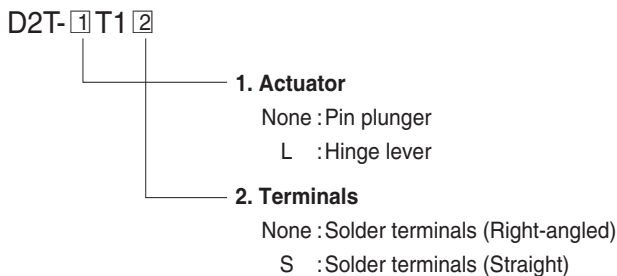 D2T-1T12
1. Actuator
None : Pin plunger
L : Hinge lever
2. Terminals
None : Solder terminals (Right-angled)
S : Solder terminals (Straight)